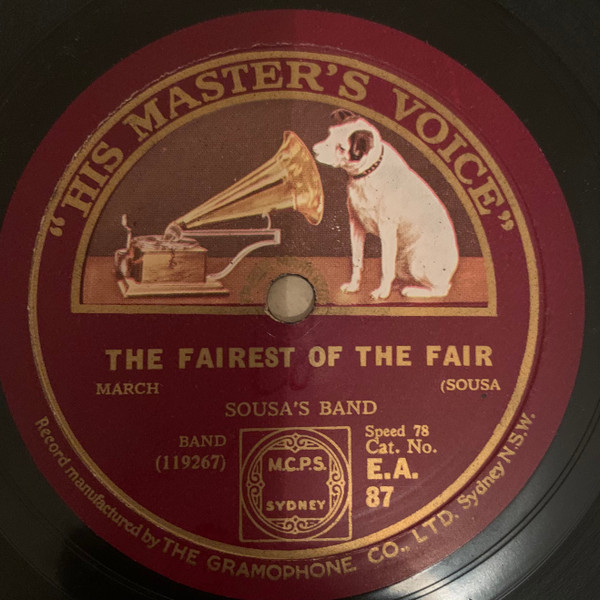 "HIS MASTER'S VOICE"
THE FAIREST OF THE FAIR
MARCH (SOUSA
SOUSA'S BAND
BAND
(119267)
M.C.P.S.
SYDNEY
Speed 78
Cat. No.
E.A.
87
Record manufactured by THE GRAMOPHONE CO., LTD. Sydney N.S.W.